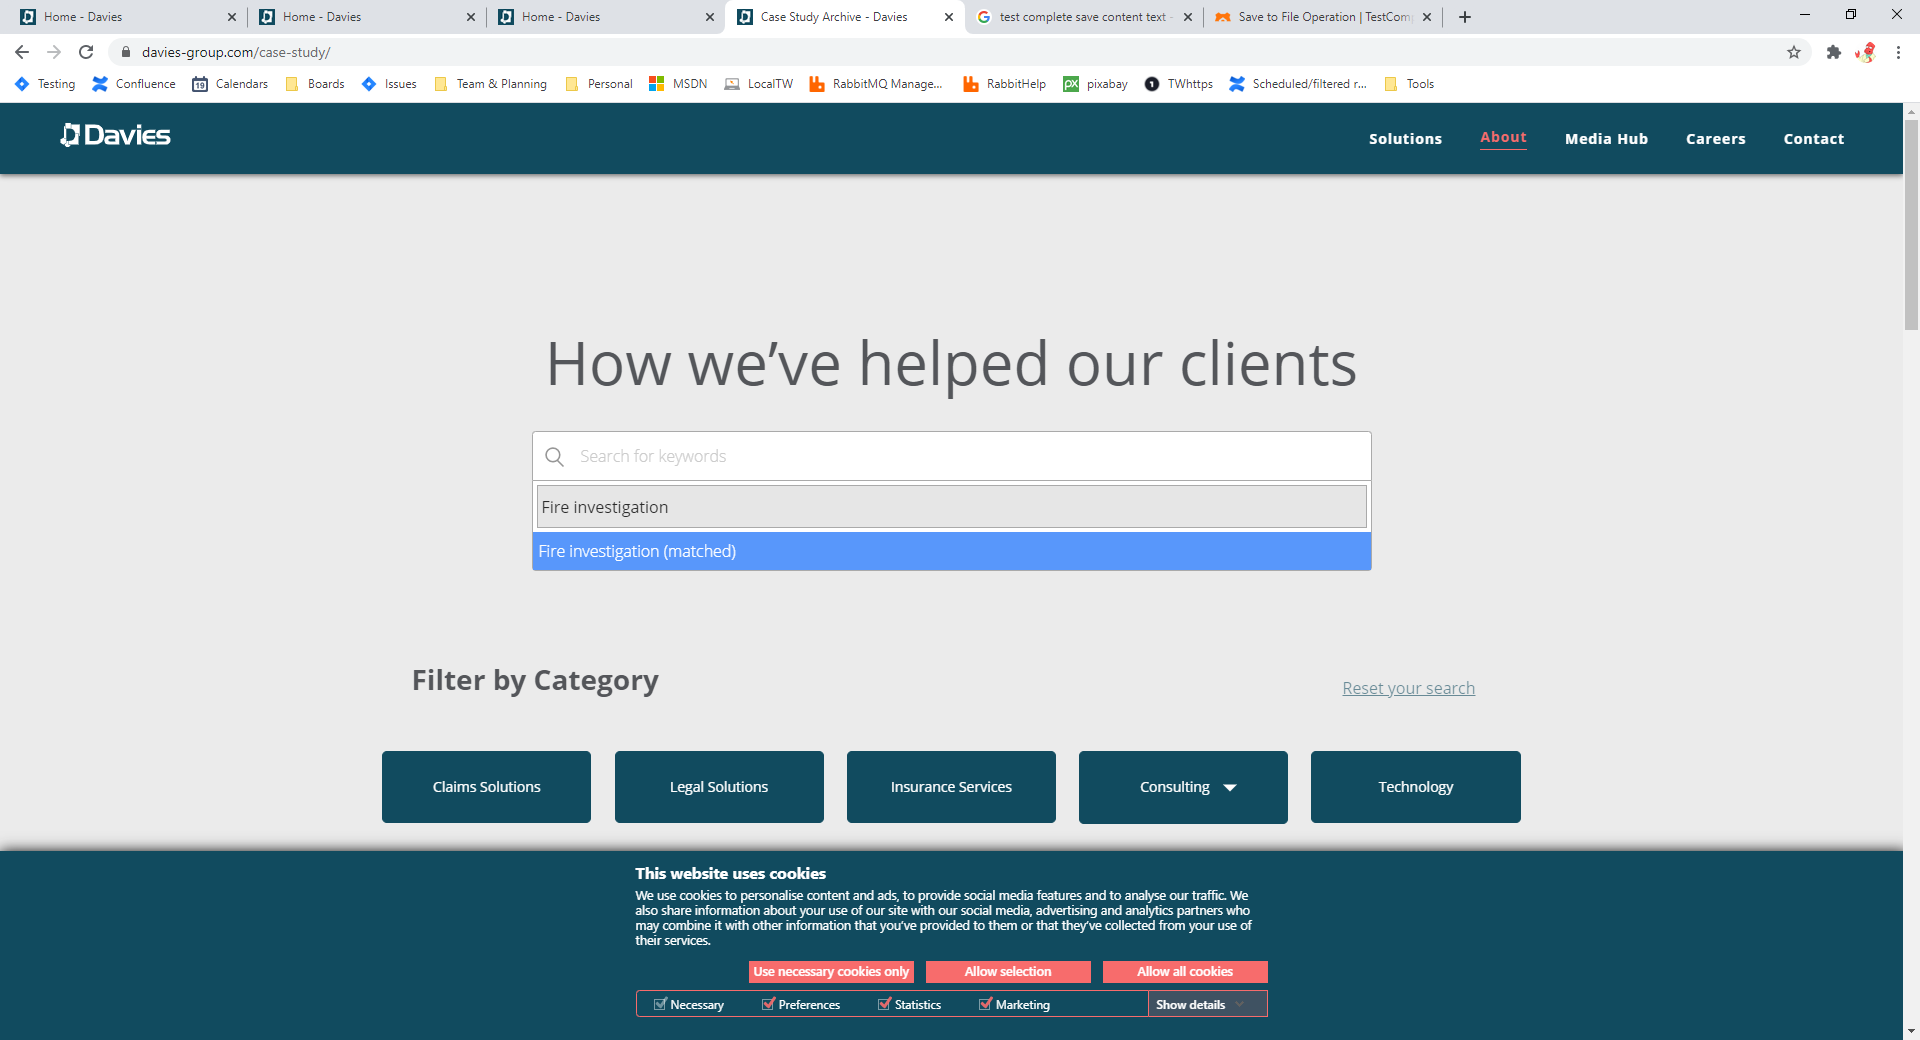 Home - Davies
Home - Davies
Home - Davies
Case Study Archive - Davies
test complete save content text -
Save to File Operation | TestComp
davies-group.com/case-study/
Testing
Confluence
19
Calendars
Boards
Issues
Team & Planning
Personal
MSDN
LocalTW
RabbitMQ Manage...
RabbitHelp
px
pixabay
1
TWhttps
Scheduled/filtered r...
Tools
Davies
Solutions
About
Media Hub
Careers
Contact
How we’ve helped our clients
Search for keywords
Fire investigation
Fire investigation (matched)
Filter by Category
Reset your search
Claims Solutions
Legal Solutions
Insurance Services
Consulting
Technology
This website uses cookies
We use cookies to personalise content and ads, to provide social media features and to analyse our traffic. We
also share information about your use of our site with our social media, advertising and analytics partners who
may combine it with other information that you’ve provided to them or that they’ve collected from your use of
their services.
Use necessary cookies only
Allow selection
Allow all cookies
Necessary
Preferences
Statistics
Marketing
Show details